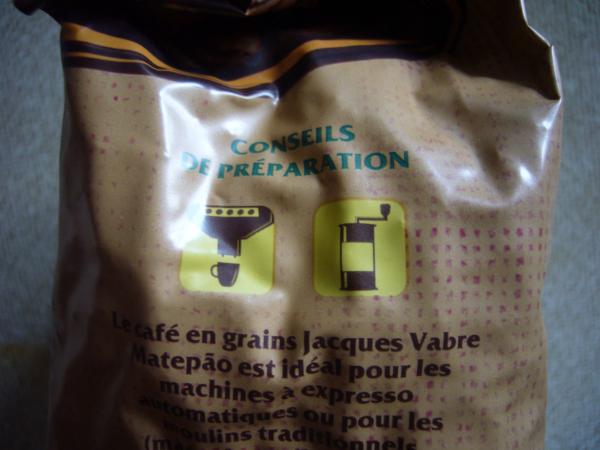 CONSEILS
DE PRÉPARATION
Le café en grains Jacques Vabre
Matepão est idéal pour les
machines à expresso
automatiques ou pour les
moulins traditionnels